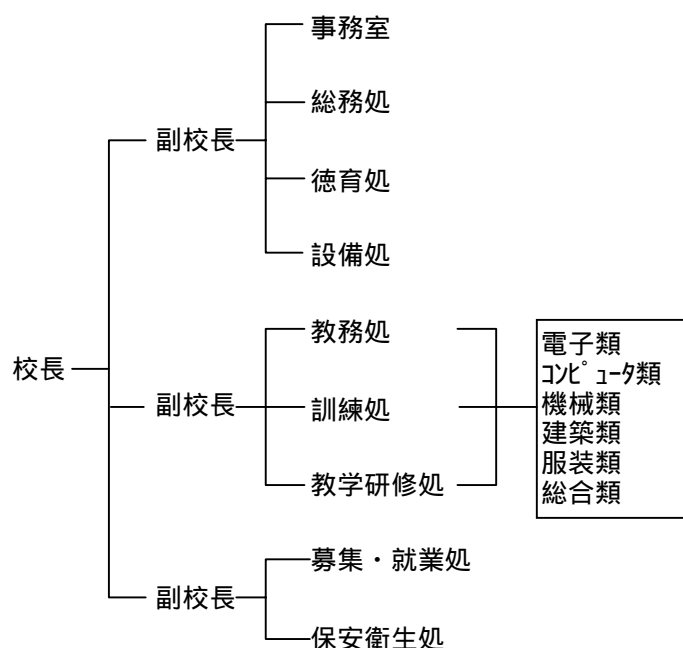 事務室
総務処
副校長
徳育処
設備処
教務処
校長
副校長
訓練処
教学研修処
電子類
ｺﾝﾋﾟｭｰﾀ類
機械類
建築類
服装類
総合類
募集・就業処
副校長
保安衛生処